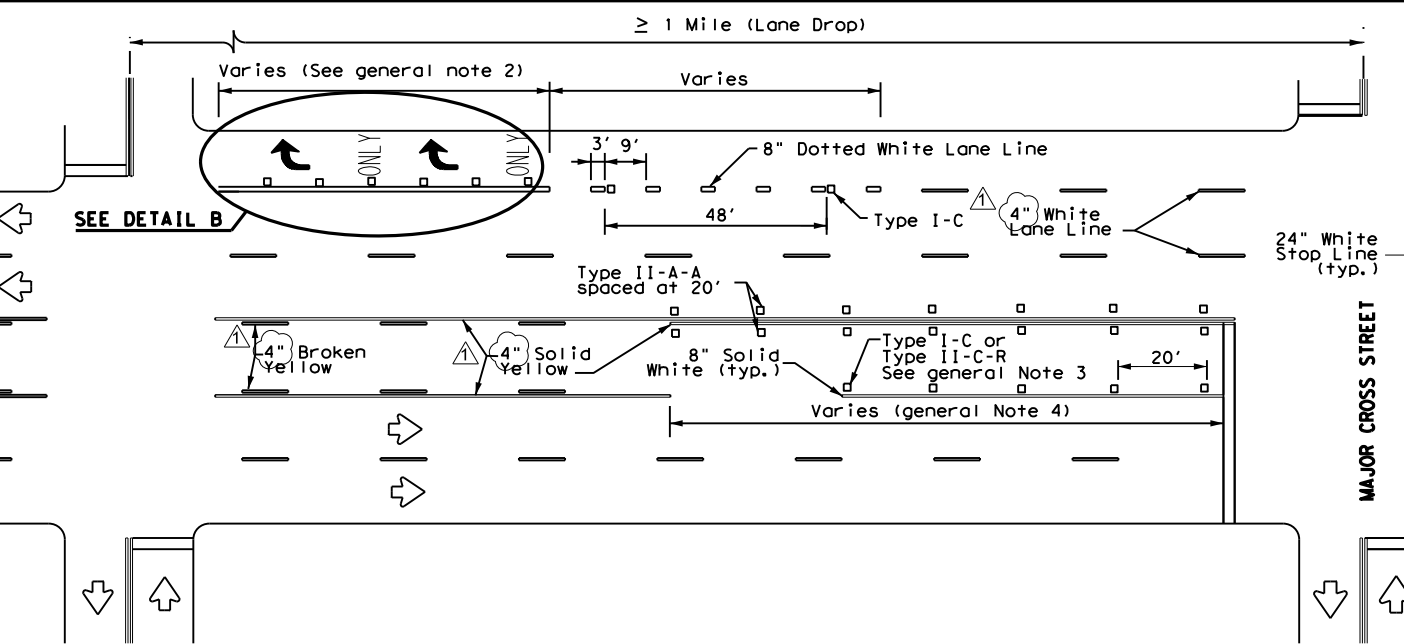 ≥ 1 Mile (Lane Drop)
Varies (See general note 2)
Varies
ONLY
ONLY
3' 9'
8" Dotted White Lane Line
SEE DETAIL B
48'
Type I-C
1
4" White
Lane Line
24" White
Stop Line
(typ.)
Type II-A-A
spaced at 20'
1
4" Broken
Yellow
1
4" Solid
Yellow
8" Solid
White (typ.)
Type I-C or
Type II-C-R
See general Note 3
20'
Varies (general Note 4)
MAJOR CROSS STREET